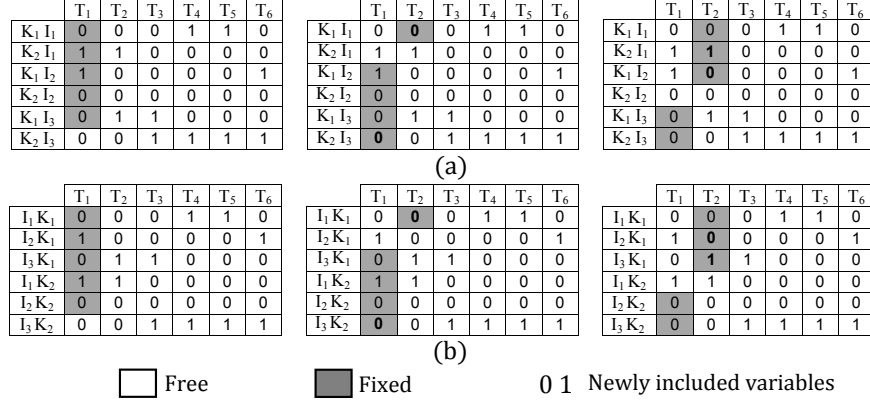 T1 T2 T3 T4 T5 T6 T1 T2 T3 T4 T5 T6 T1 T2 T3 T4 T5 T6
K1 I1 0 0 0 1 1 0 K1 I1 0 0 0 1 1 0 K1 I1 0 0 0 1 1 0
K2 I1 1 1 0 0 0 0 K2 I1 1 1 0 0 0 0 K2 I1 1 1 0 0 0 0
K1 I2 1 0 0 0 0 1 K1 I2 1 0 0 0 0 1 K1 I2 1 0 0 0 0 1
K2 I2 0 0 0 0 0 0 K2 I2 0 0 0 0 0 0 K2 I2 0 0 0 0 0 0
K1 I3 0 1 1 0 0 0 K1 I3 0 1 1 0 0 0 K1 I3 0 1 1 0 0 0
K2 I3 0 0 1 1 1 1 K2 I3 0 0 1 1 1 1 K2 I3 0 0 1 1 1 1
(a)
T1 T2 T3 T4 T5 T6 T1 T2 T3 T4 T5 T6 T1 T2 T3 T4 T5 T6
I1 K1 0 0 0 1 1 0 I1 K1 0 0 0 1 1 0 I1 K1 0 0 0 1 1 0
I2 K1 1 0 0 0 0 1 I2 K1 1 0 0 0 0 1 I2 K1 1 0 0 0 0 1
I3 K1 0 1 1 0 0 0 I3 K1 0 1 1 0 0 0 I3 K1 0 1 1 0 0 0
I1 K2 1 1 0 0 0 0 I1 K2 1 1 0 0 0 0 I1 K2 1 1 0 0 0 0
I2 K2 0 0 0 0 0 0 I2 K2 0 0 0 0 0 0 I2 K2 0 0 0 0 0 0
I3 K2 0 0 1 1 1 1 I3 K2 0 0 1 1 1 1 I3 K2 0 0 1 1 1 1
(b)
Free Fixed 0 1 Newly included variables